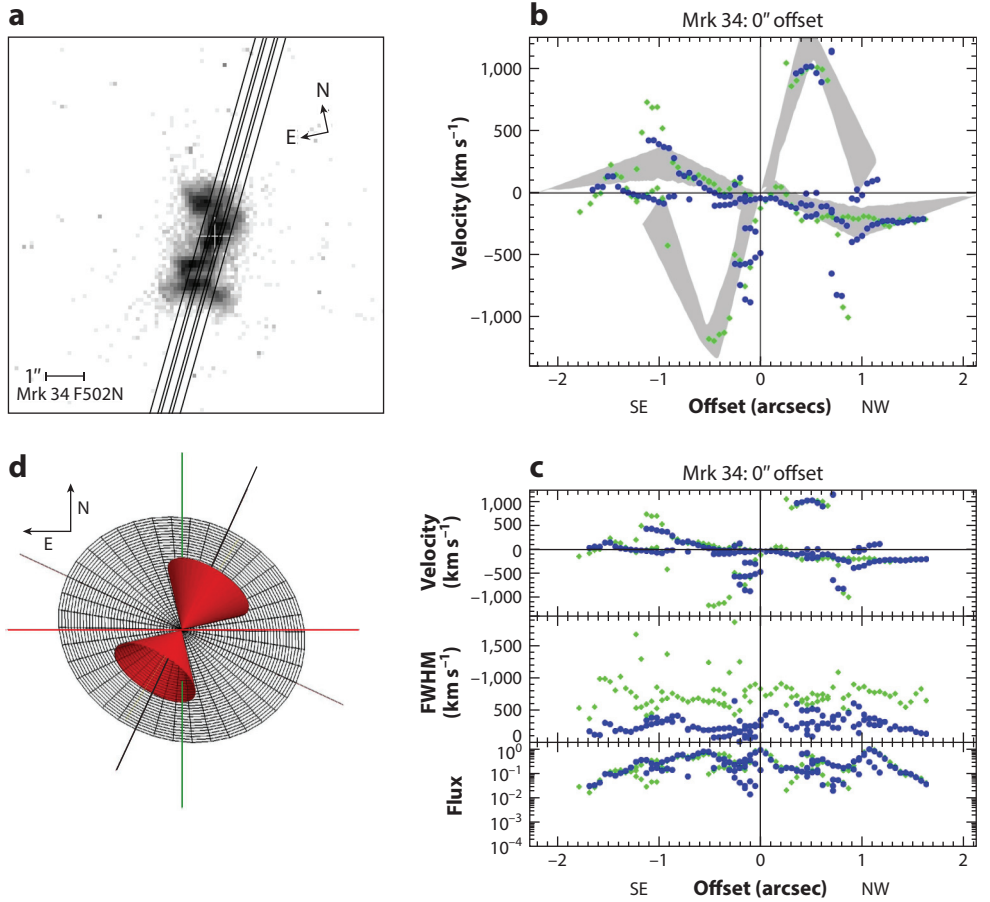 a
N
E
1″
Mrk 34 F502N
b
Mrk 34: 0″ offset
Velocity (km s−1)
1,000
500
0
−500
−1,000
−2
−1
0
1
2
SE
Offset (arcsecs)
NW
d
N
E
c
Mrk 34: 0″ offset
Velocity (km s−1)
1,000
500
0
−500
−1,000
FWHM (km s−1)
1,500
−1,000
500
0
Flux
10^0
10^−1
10^−2
10^−3
10^−4
−2
−1
0
1
2
SE
Offset (arcsec)
NW